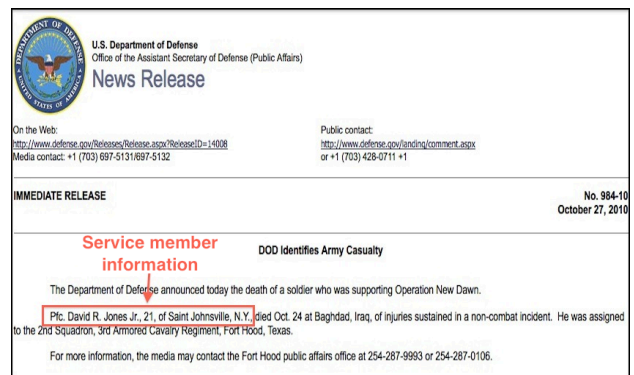 DEPARTMENT OF DEFENSE
UNITED STATES OF AMERICA
U.S. Department of Defense
Office of the Assistant Secretary of Defense (Public Affairs)
News Release
On the Web:
http://www.defense.gov/Releases/Release.aspx?ReleaseID=14008
Media contact: +1 (703) 697-5131/697-5132
Public contact:
http://www.defense.gov/landing/comment.aspx
or +1 (703) 428-0711 +1
IMMEDIATE RELEASE
No. 984-10
October 27, 2010
Service member
information
DOD Identifies Army Casualty
The Department of Defense announced today the death of a soldier who was supporting Operation New Dawn.
Pfc. David R. Jones Jr., 21, of Saint Johnsville, N.Y., died Oct. 24 at Baghdad, Iraq, of injuries sustained in a non-combat incident. He was assigned
to the 2nd Squadron, 3rd Armored Cavalry Regiment, Fort Hood, Texas.
For more information, the media may contact the Fort Hood public affairs office at 254-287-9993 or 254-287-0106.